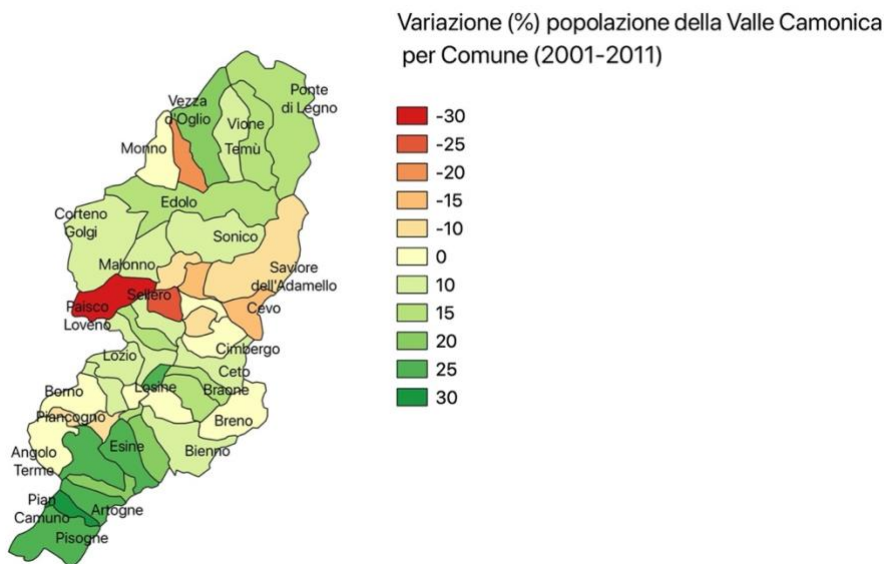 Variazione (%) popolazione della Valle Camonica
per Comune (2001-2011)
-30
-25
-20
-15
-10
0
10
15
20
25
30
Ponte
di Legno
Vezza
d'Oglio
Vione
Temù
Monno
Edolo
Corteno
Golgi
Sonico
Malonno
Saviore
dell'Adamello
Sellero
Paisco
Loveno
Cevo
Cimbergo
Lozio
Ceto
Losine
Braone
Borno
Breno
Piancogno
Esine
Bienno
Angolo
Terme
Pian
Camuno
Artogne
Pisogne